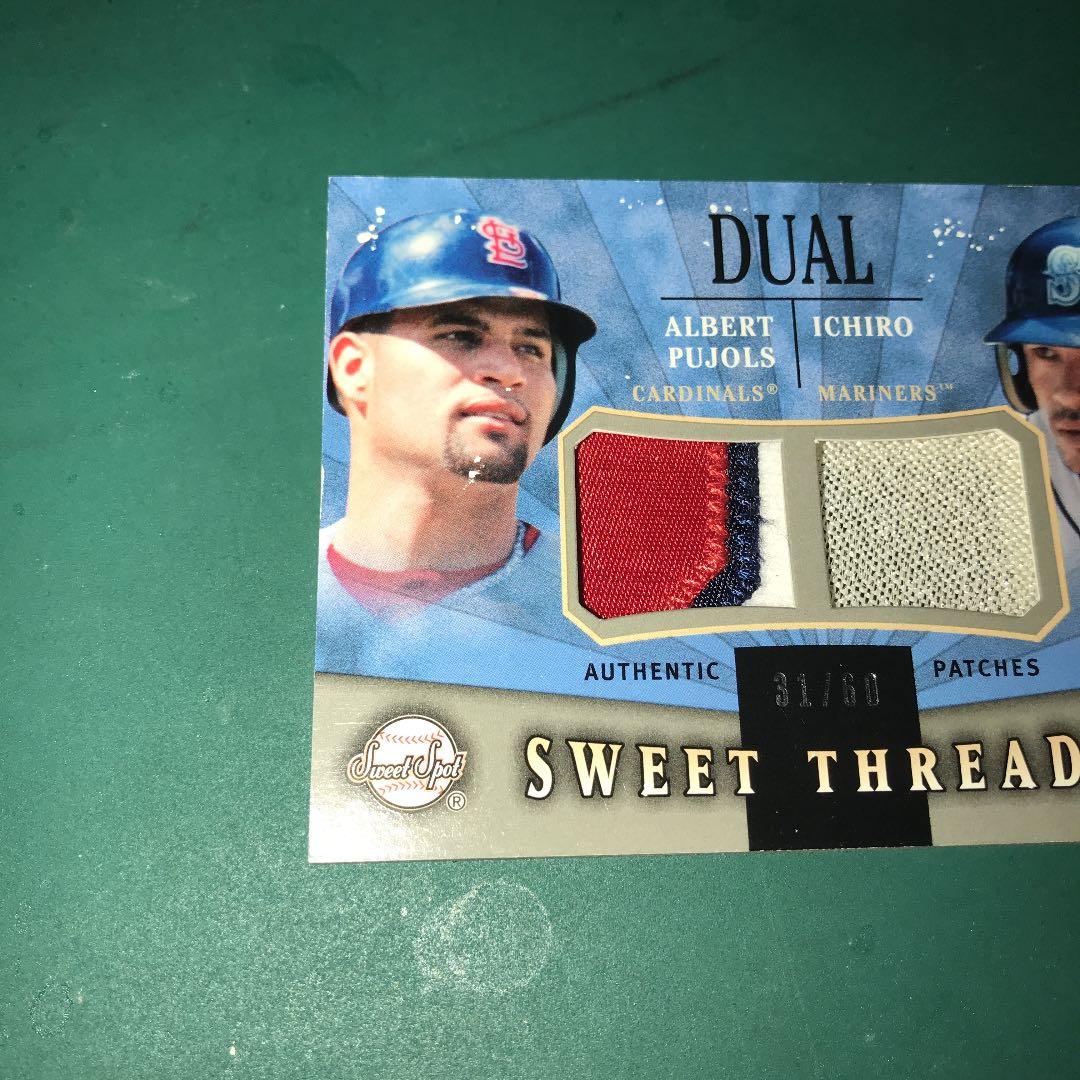 DUAL
ALBERT PUJOLS
CARDINALS®
ICHIRO
MARINERS™
AUTHENTIC PATCHES
31/60
Sweet Spot®
SWEET THREAD